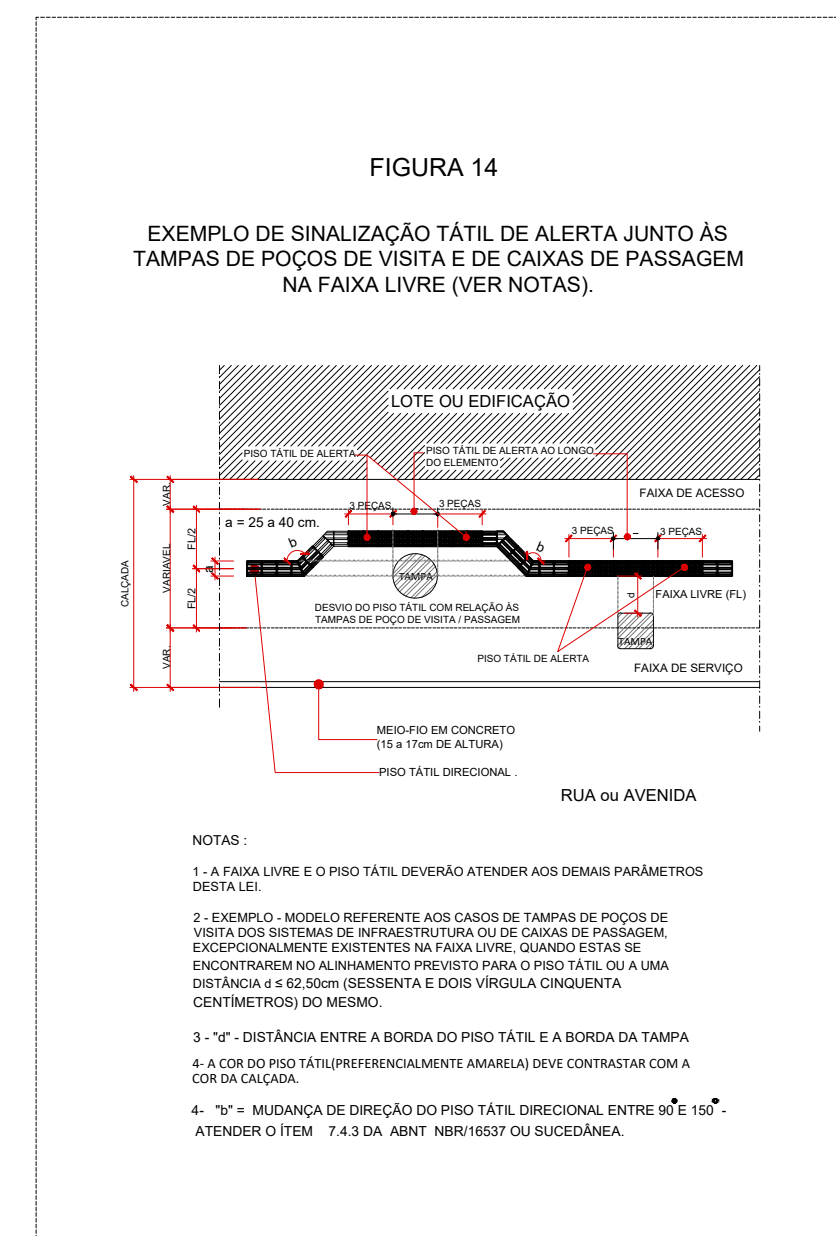 FIGURA 14
EXEMPLO DE SINALIZAÇÃO TÁTIL DE ALERTA JUNTO ÀS
TAMPAS DE POÇOS DE VISITA E DE CAIXAS DE PASSAGEM
NA FAIXA LIVRE (VER NOTAS).
LOTE OU EDIFICAÇÃO
PISO TÁTIL DE ALERTA
PISO TÁTIL DE ALERTA AO LONGO
DO ELEMENTO
FAIXA DE ACESSO
VAR.
3 PEÇAS
3 PEÇAS
a = 25 a 40 cm.
3 PEÇAS
3 PEÇAS
b
b
FL/2
a
VARIAVEL
CALÇADA
FL/2
TAMPA
d
FAIXA LIVRE (FL)
DESVIO DO PISO TÁTIL COM RELAÇÃO ÀS
TAMPAS DE POÇO DE VISITA / PASSAGEM
TAMPA
PISO TÁTIL DE ALERTA
VAR.
FAIXA DE SERVIÇO
MEIO-FIO EM CONCRETO
(15 a 17cm DE ALTURA)
PISO TÁTIL DIRECIONAL .
RUA ou AVENIDA
NOTAS :
1 - A FAIXA LIVRE E O PISO TÁTIL DEVERÃO ATENDER AOS DEMAIS PARÂMETROS
DESTA LEI.
2 - EXEMPLO - MODELO REFERENTE AOS CASOS DE TAMPAS DE POÇOS DE
VISITA DOS SISTEMAS DE INFRAESTRUTURA OU DE CAIXAS DE PASSAGEM,
EXCEPCIONALMENTE EXISTENTES NA FAIXA LIVRE, QUANDO ESTAS SE
ENCONTRAREM NO ALINHAMENTO PREVISTO PARA O PISO TÁTIL OU A UMA
DISTÂNCIA d ≤ 62,50cm (SESSENTA E DOIS VÍRGULA CINQUENTA
CENTÍMETROS) DO MESMO.
3 - "d" - DISTÂNCIA ENTRE A BORDA DO PISO TÁTIL E A BORDA DA TAMPA
4- A COR DO PISO TÁTIL(PREFERENCIALMENTE AMARELA) DEVE CONTRASTAR COM A
COR DA CALÇADA.
4- "b" = MUDANÇA DE DIREÇÃO DO PISO TÁTIL DIRECIONAL ENTRE 90° E 150° -
ATENDER O ÍTEM 7.4.3 DA ABNT NBR/16537 OU SUCEDÂNEA.